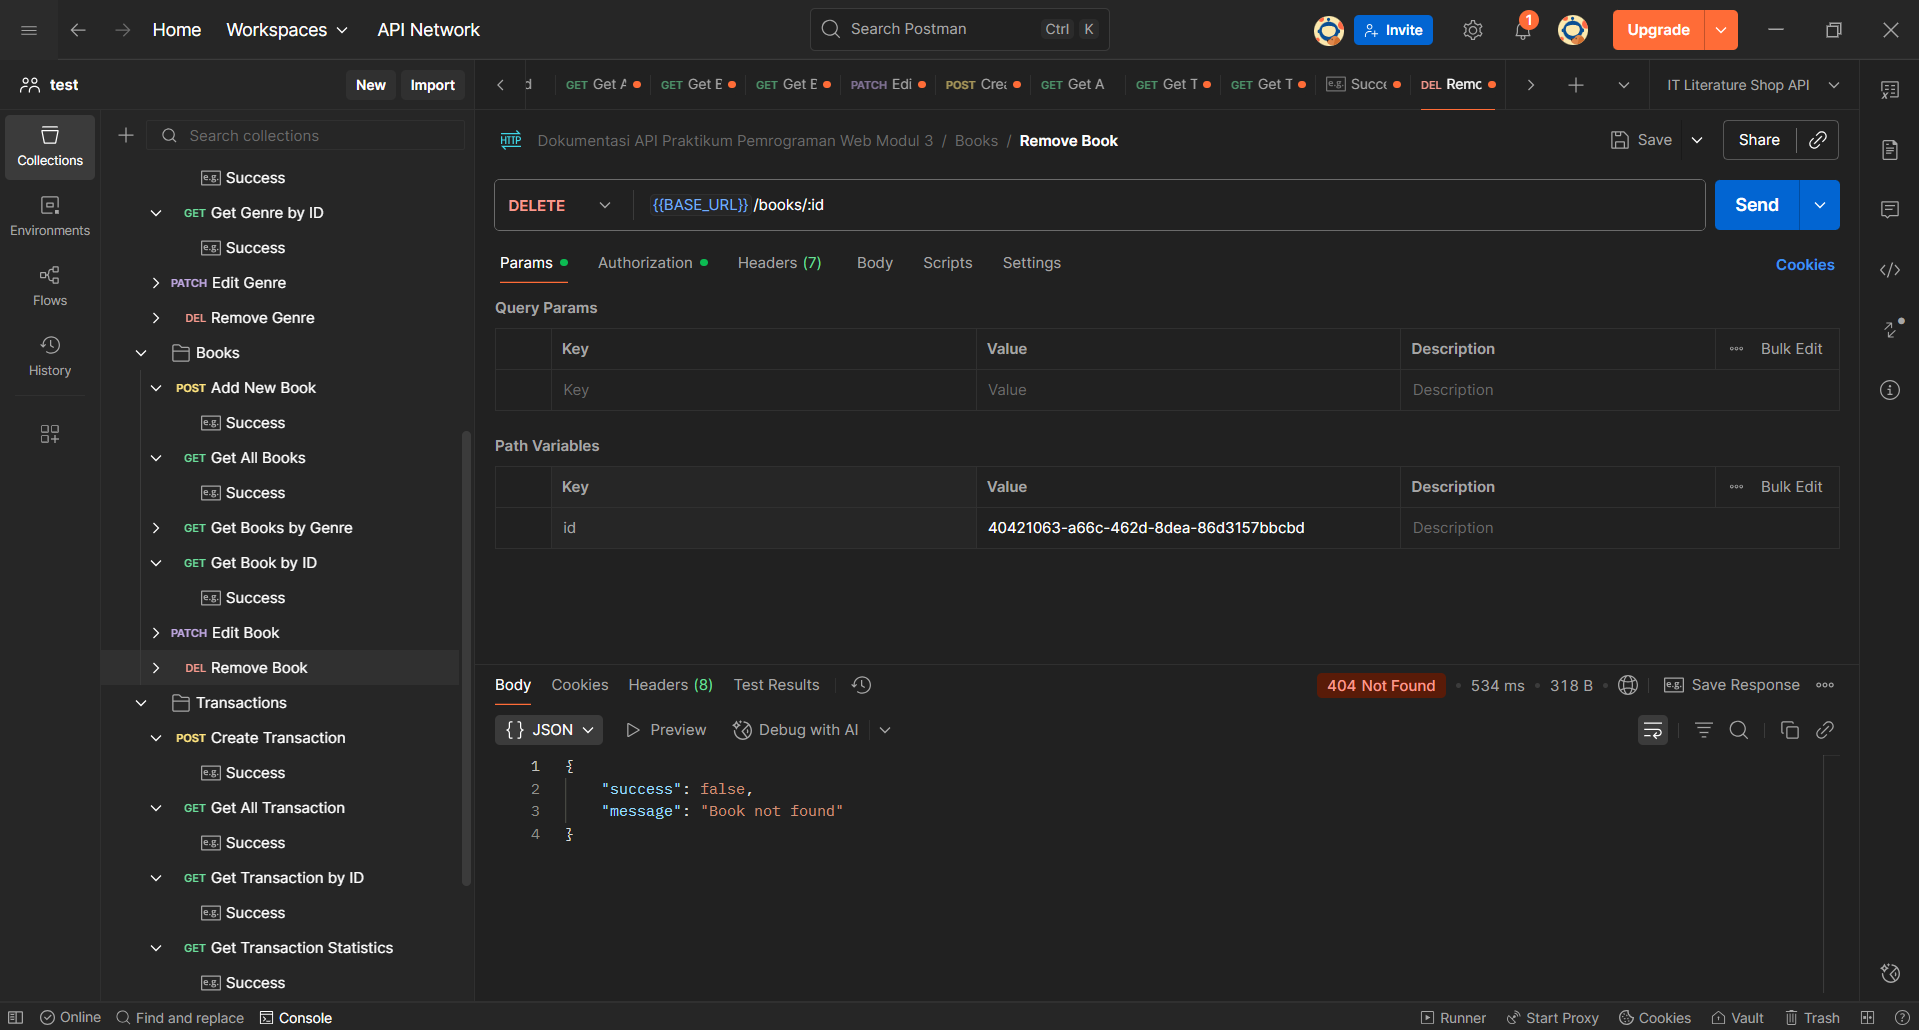 Home Workspaces API Network Search Postman Ctrl K Invite 1 Upgrade
test New Import
GET Get A GET Get E GET Get E PATCH Edi POST Cre GET Get A GET Get T GET Get T e.g. Succ DEL Remo IT Literature Shop API
Collections
Environments
Flows
History
Search collections
e.g. Success
GET Get Genre by ID
e.g. Success
PATCH Edit Genre
DEL Remove Genre
Books
POST Add New Book
e.g. Success
GET Get All Books
e.g. Success
GET Get Books by Genre
GET Get Book by ID
e.g. Success
PATCH Edit Book
DEL Remove Book
Transactions
POST Create Transaction
e.g. Success
GET Get All Transaction
e.g. Success
GET Get Transaction by ID
e.g. Success
GET Get Transaction Statistics
e.g. Success
HTTP Dokumentasi API Praktikum Pemrograman Web Modul 3 / Books / Remove Book Save Share
DELETE {{BASE_URL}} /books/:id Send
Params Authorization Headers (7) Body Scripts Settings Cookies
Query Params
Key Value Description Bulk Edit
Key Value Description
Path Variables
Key Value Description Bulk Edit
id 40421063-a66c-462d-8dea-86d3157bbcbd Description
Body Cookies Headers (8) Test Results 404 Not Found 534 ms 318 B e.g. Save Response
{} JSON Preview Debug with AI
1 {
2 "success": false,
3 "message": "Book not found"
4 }
Online Find and replace Console Runner Start Proxy Cookies Vault Trash